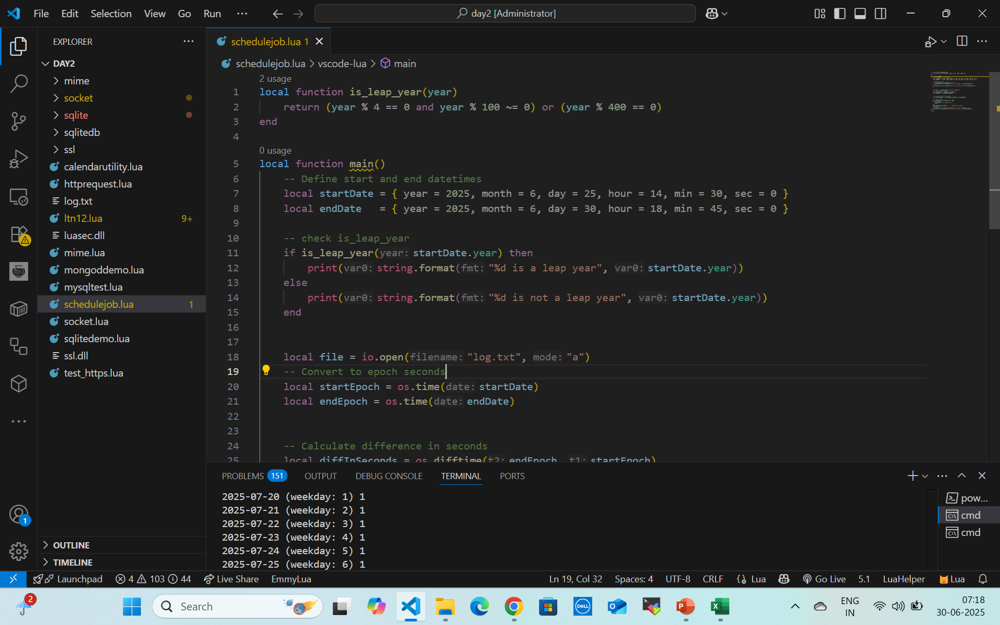 File Edit Selection View Go Run ···
day2 [Administrator]
EXPLORER
DAY2
mime
socket
sqlite
sqlitedb
ssl
calendarutility.lua
httprequest.lua
log.txt
ltn12.lua 9+
luasec.dll
mime.lua
mongoddemo.lua
mysqltest.lua
schedulejob.lua 1
socket.lua
sqlitedemo.lua
ssl.dll
test_https.lua
OUTLINE
TIMELINE
1
schedulejob.lua 1
schedulejob.lua > vscode-lua > main
2 usage
1 local function is_leap_year(year)
2 return (year % 4 == 0 and year % 100 ~= 0) or (year % 400 == 0)
3 end
4
0 usage
5 local function main()
6 -- Define start and end datetimes
7 local startDate = { year = 2025, month = 6, day = 25, hour = 14, min = 30, sec = 0 }
8 local endDate   = { year = 2025, month = 6, day = 30, hour = 18, min = 45, sec = 0 }
9
10 -- check is_leap_year
11 if is_leap_year(year: startDate.year) then
12 print(var0: string.format(fmt: "%d is a leap year", var0: startDate.year))
13 else
14 print(var0: string.format(fmt: "%d is not a leap year", var0: startDate.year))
15 end
16
17
18 local file = io.open(filename: "log.txt", mode: "a")
19 -- Convert to epoch seconds
20 local startEpoch = os.time(date: startDate)
21 local endEpoch = os.time(date: endDate)
22
23
24 -- Calculate difference in seconds
25 local diffInSeconds = os.difftime(t2: endEpoch, t1: startEpoch)
PROBLEMS 151 OUTPUT DEBUG CONSOLE TERMINAL PORTS
2025-07-20 (weekday: 1) 1
2025-07-21 (weekday: 2) 1
2025-07-22 (weekday: 3) 1
2025-07-23 (weekday: 4) 1
2025-07-24 (weekday: 5) 1
2025-07-25 (weekday: 6) 1
pow...
cmd
cmd
Launchpad 4 103 44 Live Share EmmyLua
Ln 19, Col 32 Spaces: 4 UTF-8 CRLF Lua Go Live 5.1 LuaHelper Lua
2
Search
DELL
ENG
IN
07:18
30-06-2025